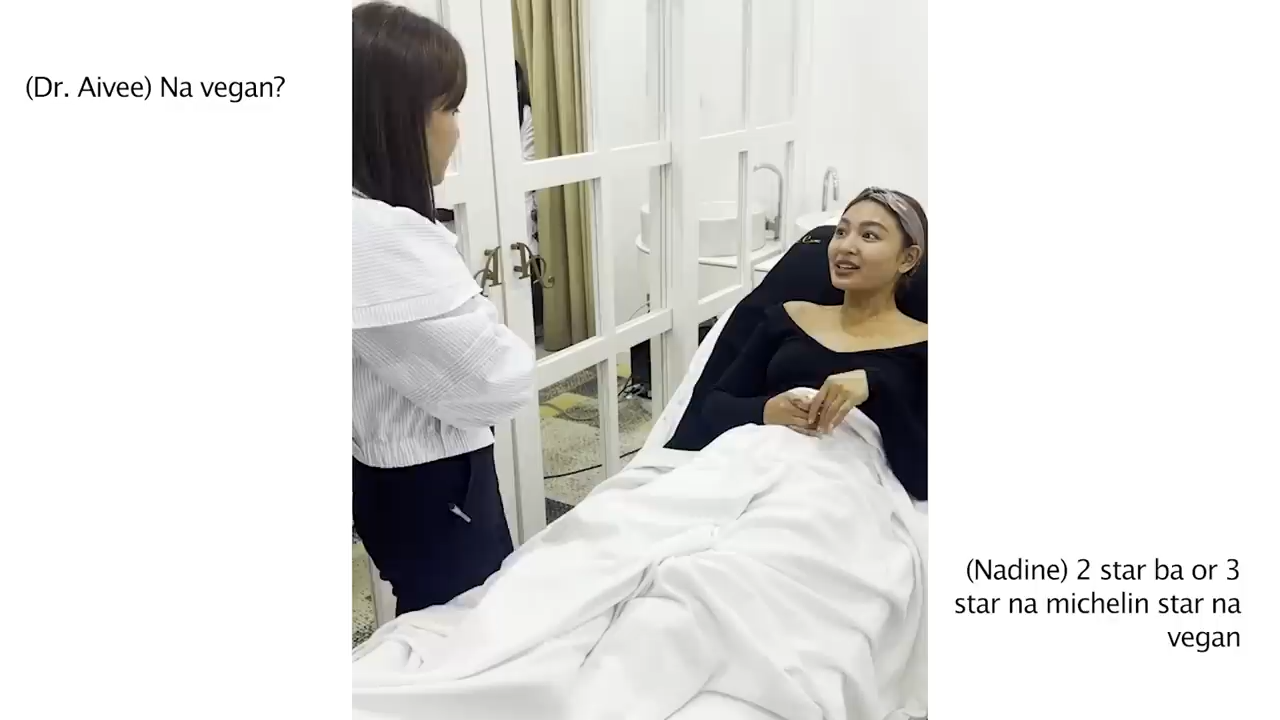 (Dr. Aivee) Na vegan?
(Nadine) 2 star ba or 3
star na michelin star na
vegan